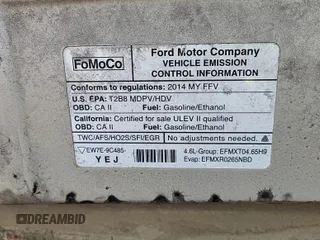 FoMoCo
Ford Motor Company
VEHICLE EMISSION
CONTROL INFORMATION
Conforms to regulations: 2014 MY FFV
U.S. EPA: T2B8 MDPV/HDV
OBD: CA II Fuel: Gasoline/Ethanol
California: Certified for sale ULEV II qualified
OBD: CA II Fuel: Gasoline/Ethanol
TWC/AFS/HO2S/SFI/EGR No adjustments needed.
EW7E-9C485- 4.6L-Group: EFMXT04.65H9
YEJ Evap: EFMXR0265NBD
DREAMBID